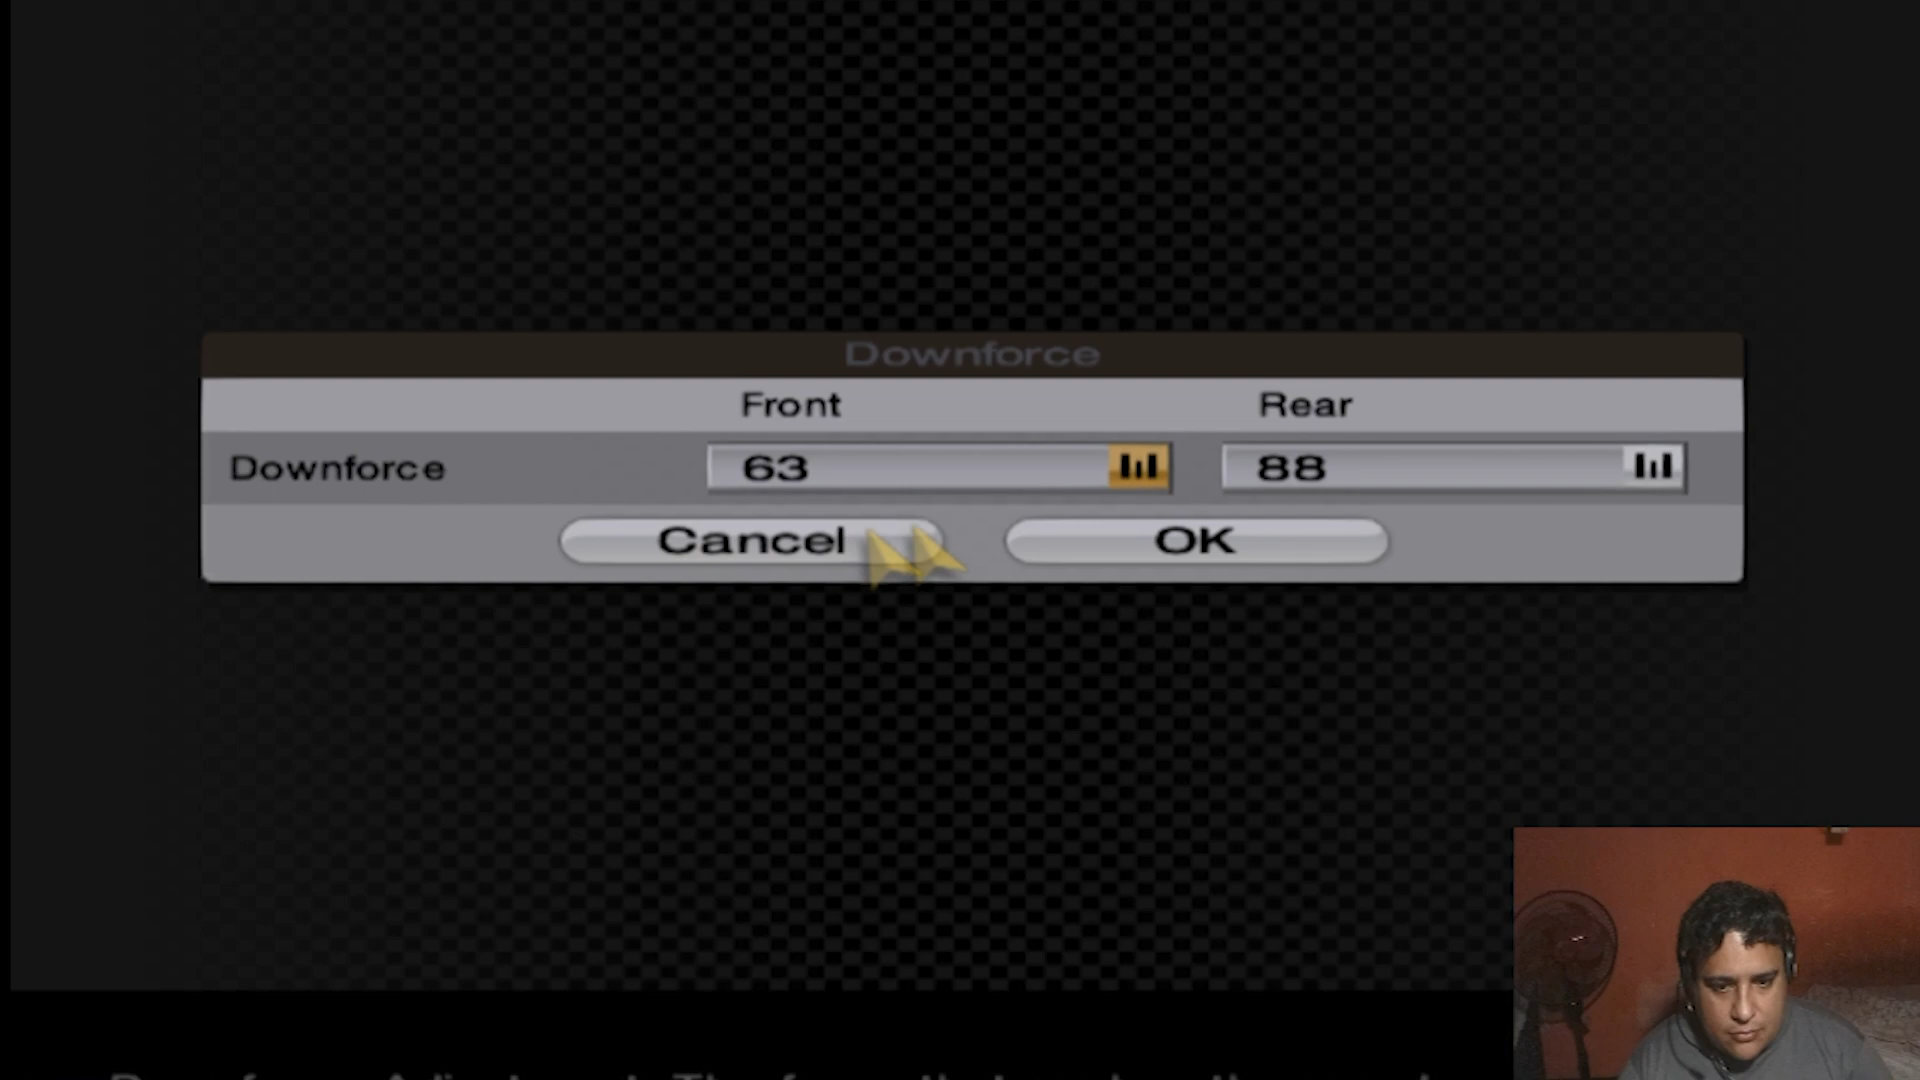 Downforce
Front Rear
Downforce 63 88
Cancel OK